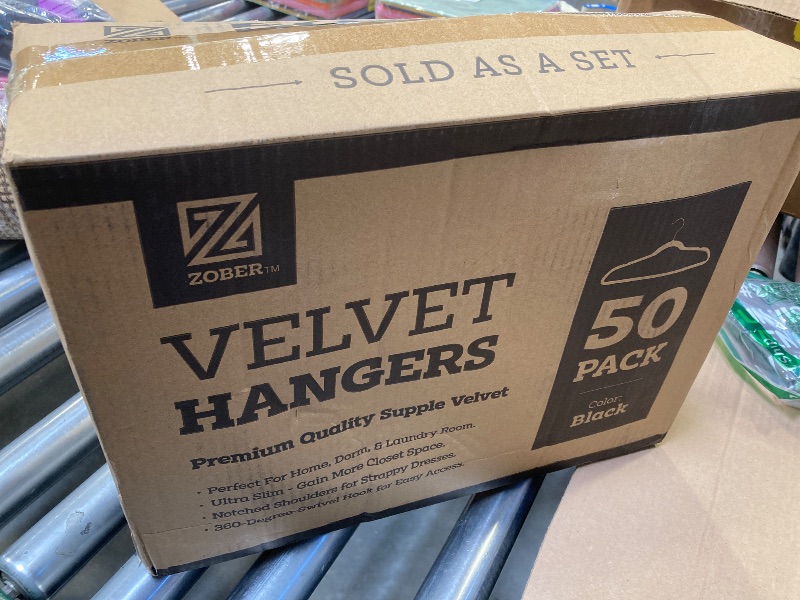 ZOBER
SOLD AS A SET
ZOBER™
VELVET
HANGERS
Premium Quality Supple Velvet
• Perfect For Home, Dorm, & Laundry Room.
• Ultra Slim - Gain More Closet Space.
• Notched Shoulders for Strappy Dresses.
• 360-Degree-Swivel Hook for Easy Access.
50
PACK
Color:
Black